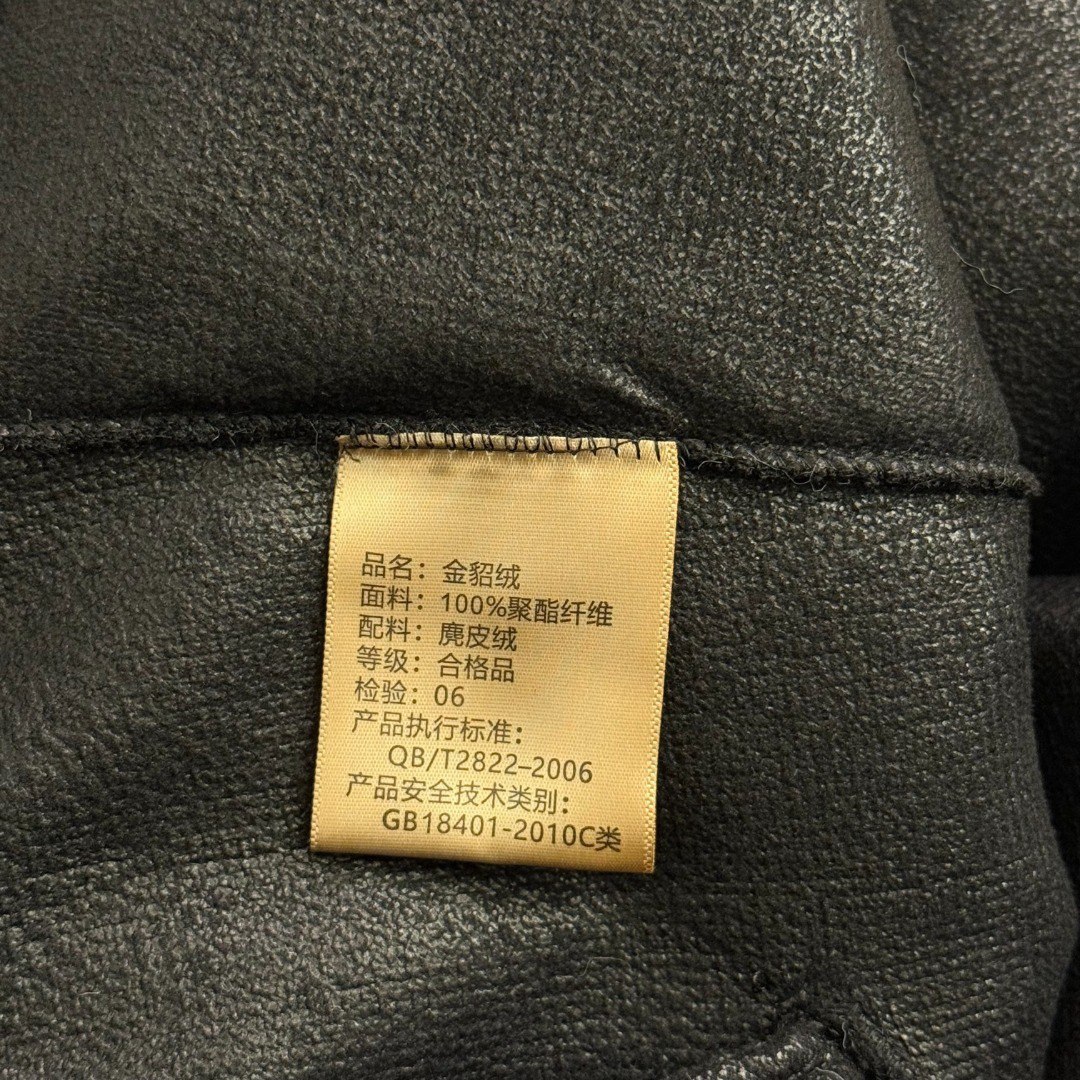 品名：金貂绒
面料：100%聚酯纤维
配料：麂皮绒
等级：合格品
检验：06
产品执行标准：
QB/T2822–2006
产品安全技术类别：
GB18401-2010C类